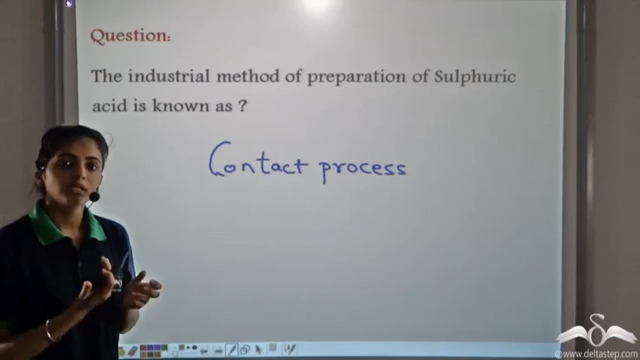 Question:
The industrial method of preparation of Sulphuric
acid is known as ?
Contact process
©www.deltastep.com